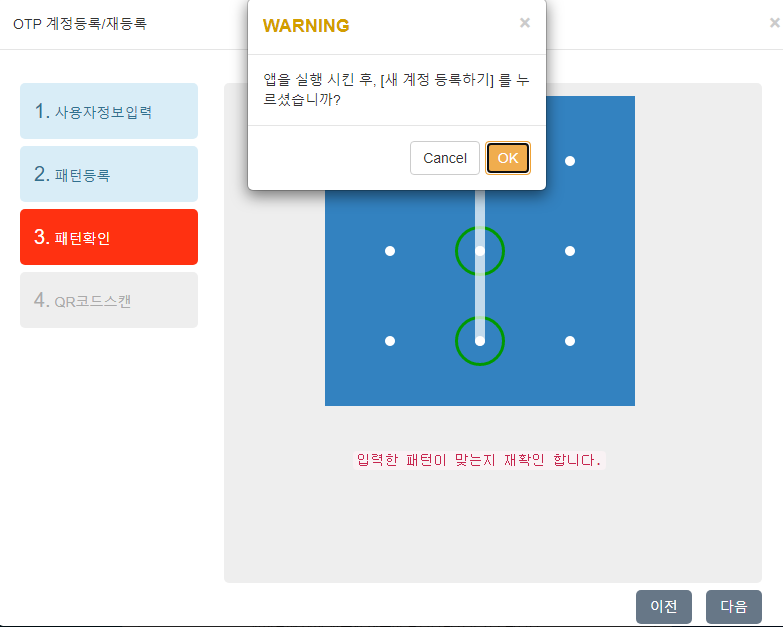 OTP 계정등록/재등록
×
WARNING
×
앱을 실행 시킨 후, [새 계정 등록하기] 를 누
르셨습니까?
Cancel
OK
1. 사용자정보입력
2. 패턴등록
3. 패턴확인
4. QR코드스캔
입력한 패턴이 맞는지 재확인 합니다.
이전
다음